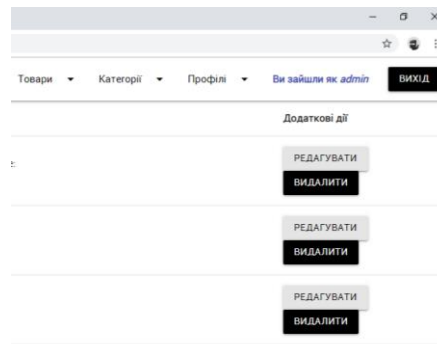 Товари Категорії Профілі Ви зайшли як admin ВИХІД
Додаткові дії
РЕДАГУВАТИ
e:
ВИДАЛИТИ
РЕДАГУВАТИ
ВИДАЛИТИ
РЕДАГУВАТИ
ВИДАЛИТИ